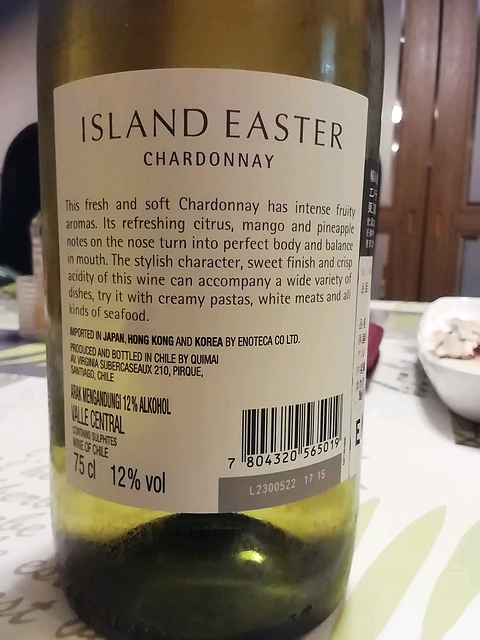 ISLAND EASTER
CHARDONNAY
This fresh and soft Chardonnay has intense fruity
aromas. Its refreshing citrus, mango and pineapple
notes on the nose turn into perfect body and balance
in mouth. The stylish character, sweet finish and crisp
acidity of this wine can accompany a wide variety of
dishes, try it with creamy pastas, white meats and all
kinds of seafood.
IMPORTED IN JAPAN, HONG KONG AND KOREA BY ENOTECA CO LTD.
PRODUCED AND BOTTLED IN CHILE BY QUIMAI
AV. VIRGINIA SUBERCASEAUX 210, PIRQUE,
SANTIAGO, CHILE
ARAK MENGANDUNGI 12% ALKOHOL
VALLE CENTRAL
CONTAINS SULPHITES
WINE OF CHILE
75 cl 12% vol
7 804320 565019
L2300522 17:15